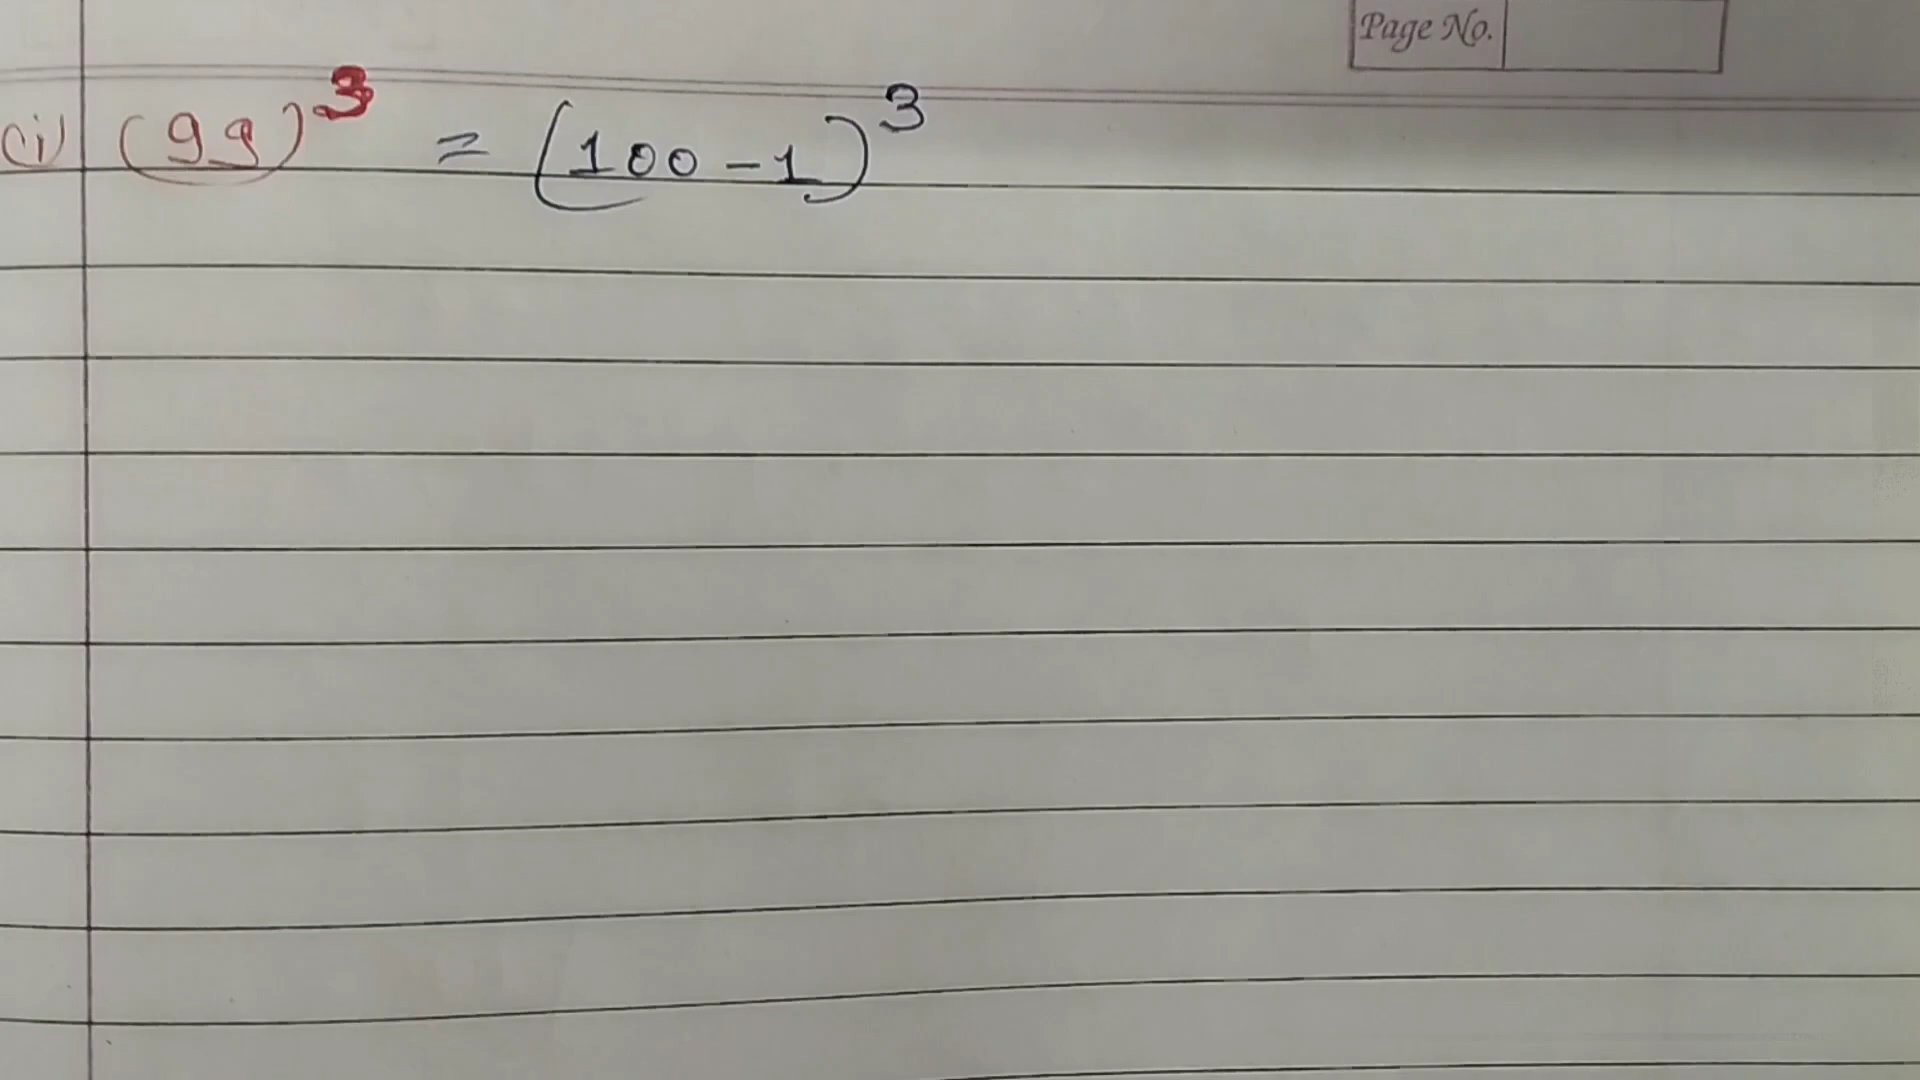 Page No.
(i) (99)³ = (100-1)³